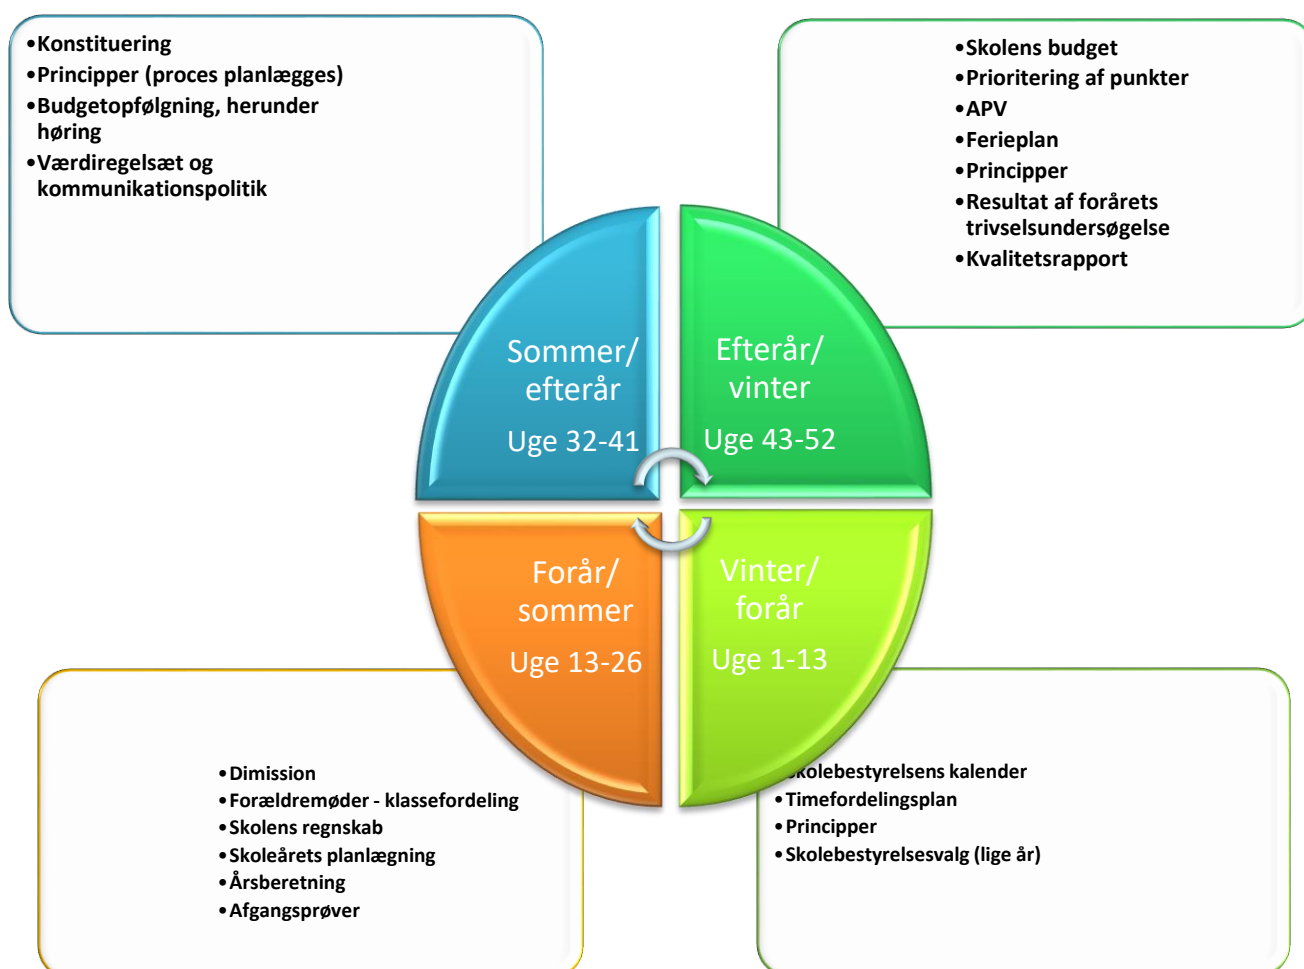 •Konstituering
•Principper (proces planlægges)
•Budgetopfølgning, herunder
høring
•Værdiregelsæt og
kommunikationspolitik
•Skolens budget
•Prioritering af punkter
•APV
•Ferieplan
•Principper
•Resultat af forårets
trivselsundersøgelse
•Kvalitetsrapport
Sommer/
efterår
Uge 32-41
Efterår/
vinter
Uge 43-52
Forår/
sommer
Uge 13-26
Vinter/
forår
Uge 1-13
•Dimission
•Forældremøder - klassefordeling
•Skolens regnskab
•Skoleårets planlægning
•Årsberetning
•Afgangsprøver
Skolebestyrelsens kalender
•Timefordelingsplan
•Principper
•Skolebestyrelsesvalg (lige år)